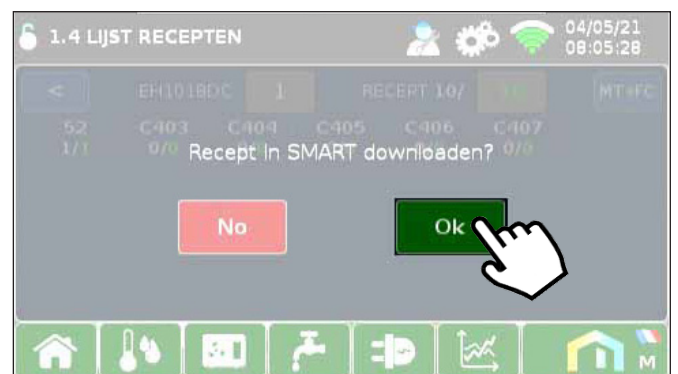 1.4 LIJST RECEPTEN
04/05/21
08:05:28
< EH101BDC 1 RECEPT 10/ MT+FC
52 C403 C404 C405 C406 C407
1/1 0/0 0/0
Recept in SMART downloaden?
No
Ok
M